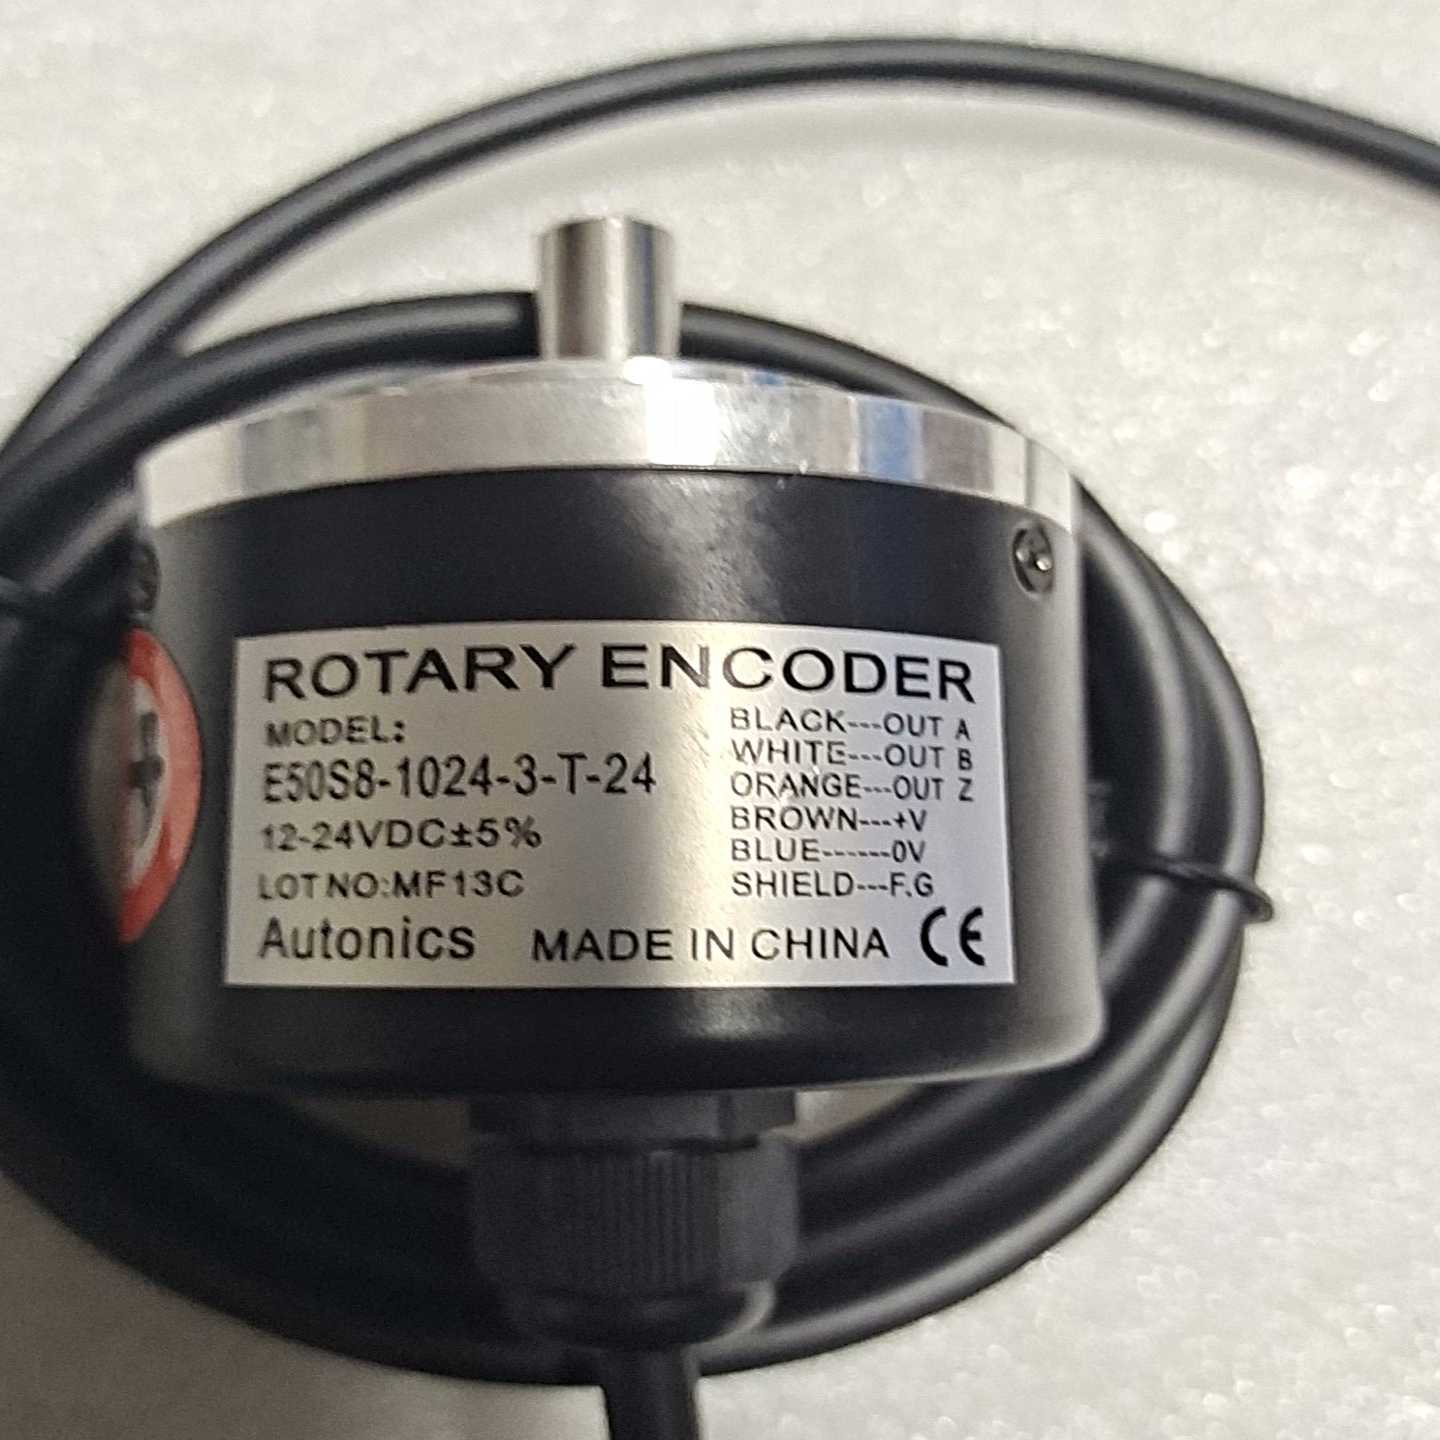 ROTARY ENCODER
MODEL:
E50S8-1024-3-T-24
12-24VDC±5%
LOT NO:MF13C
BLACK---OUT A
WHITE---OUT B
ORANGE---OUT Z
BROWN---+V
BLUE------0V
SHIELD---F.G
Autonics MADE IN CHINA CE